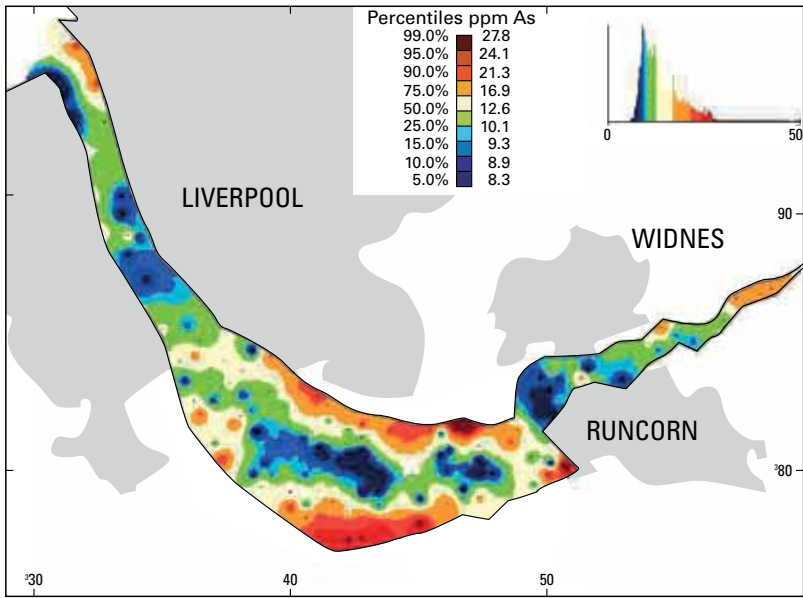 Percentiles ppm As
99.0% 27.8
95.0% 24.1
90.0% 21.3
75.0% 16.9
50.0% 12.6
25.0% 10.1
15.0% 9.3
10.0% 8.9
5.0% 8.3
0 50
LIVERPOOL
90
WIDNES
RUNCORN
³80
³30 40 50